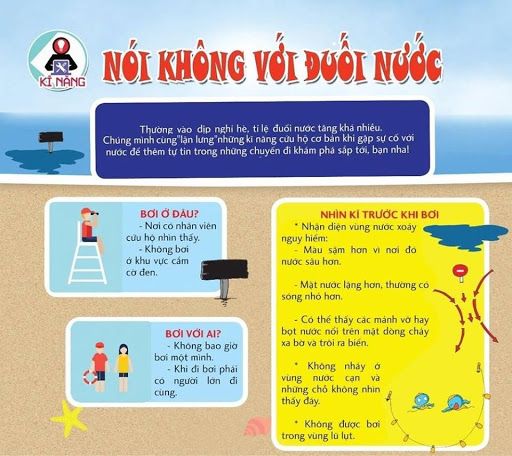 KĨ NĂNG
NÓI KHÔNG VỚI ĐUỐI NƯỚC
Thường vào dịp nghỉ hè, tỉ lệ đuối nước tăng khá nhiều.
Chúng mình cùng"lận lưng"những kĩ năng cứu hộ cơ bản khi gặp sự cố với
nước để thêm tự tin trong những chuyến đi khám phá sắp tới, bạn nha!
BƠI Ở ĐÂU?
- Nơi có nhân viên
cứu hộ nhìn thấy.
- Không bơi
ở khu vực cắm
cờ đen.
BƠI VỚI AI?
- Không bao giờ
bơi một mình.
- Khi đi bơi phải
có người lớn đi
cùng.
NHÌN KĨ TRƯỚC KHI BƠI
* Nhận diện vùng nước xoáy
nguy hiểm:
- Màu sậm hơn vì nơi đó
nước sâu hơn.
- Mặt nước lặng hơn, thường có
sóng nhỏ hơn.
- Có thể thấy các mảnh vỡ hay
bọt nước nổi trên mặt dòng chảy
xa bờ và trôi ra biển.
* Không nhảy ở
vùng nước cạn và
những chỗ không nhìn
thấy đáy.
* Không được bơi
trong vùng lũ lụt.